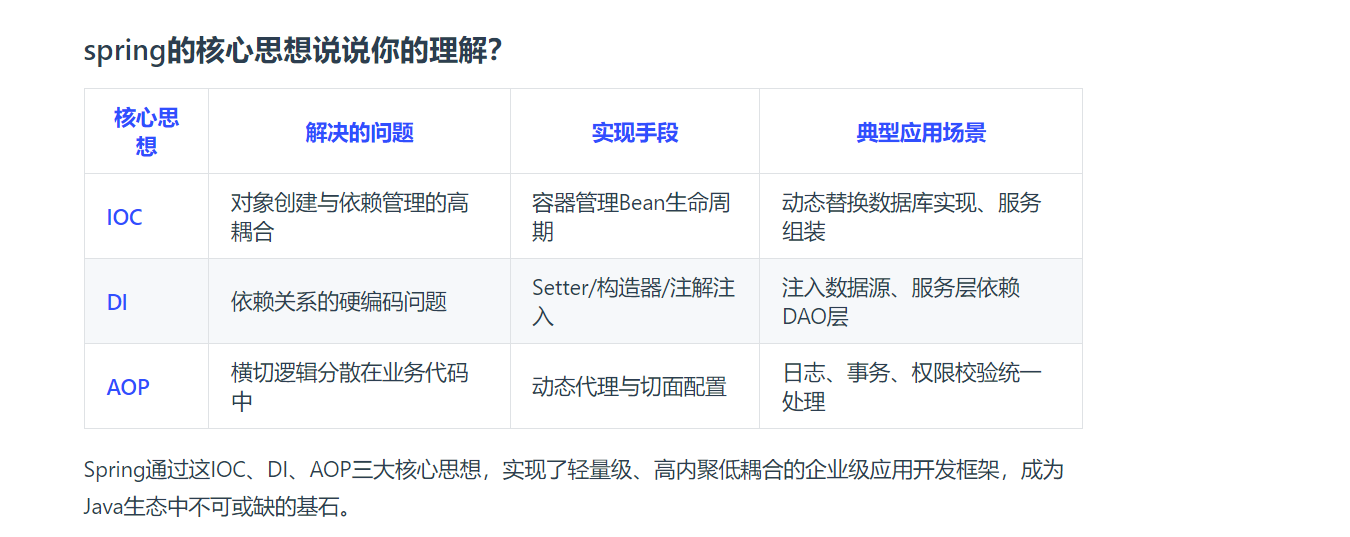 spring的核心思想说说你的理解？
核心思
想
解决的问题
实现手段
典型应用场景
IOC
对象创建与依赖管理的高
耦合
容器管理Bean生命周
期
动态替换数据库实现、服务
组装
DI
依赖关系的硬编码问题
Setter/构造器/注解注
入
注入数据源、服务层依赖
DAO层
AOP
横切逻辑分散在业务代码
中
动态代理与切面配置
日志、事务、权限校验统一
处理
Spring通过这IOC、DI、AOP三大核心思想，实现了轻量级、高内聚低耦合的企业级应用开发框架，成为
Java生态中不可或缺的基石。